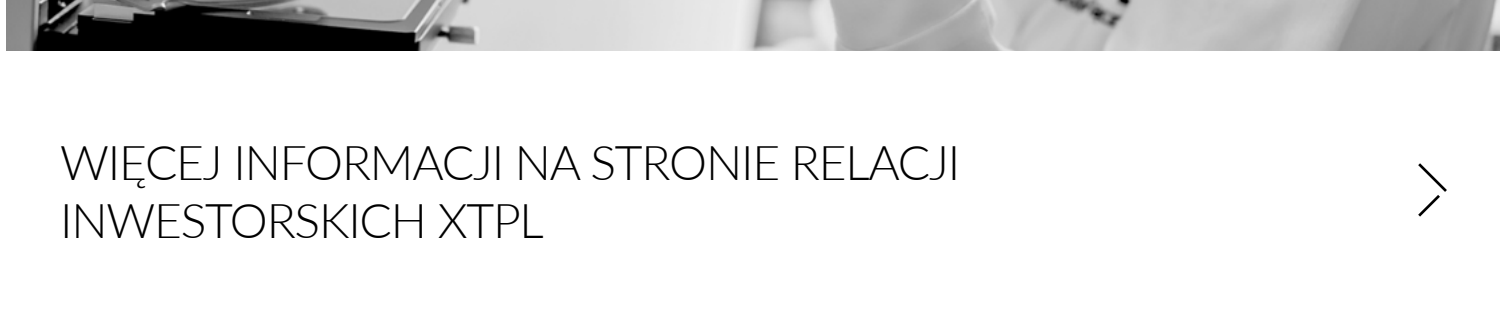 WIĘCEJ INFORMACJI NA STRONIE RELACJI
INWESTORSKICH XTPL